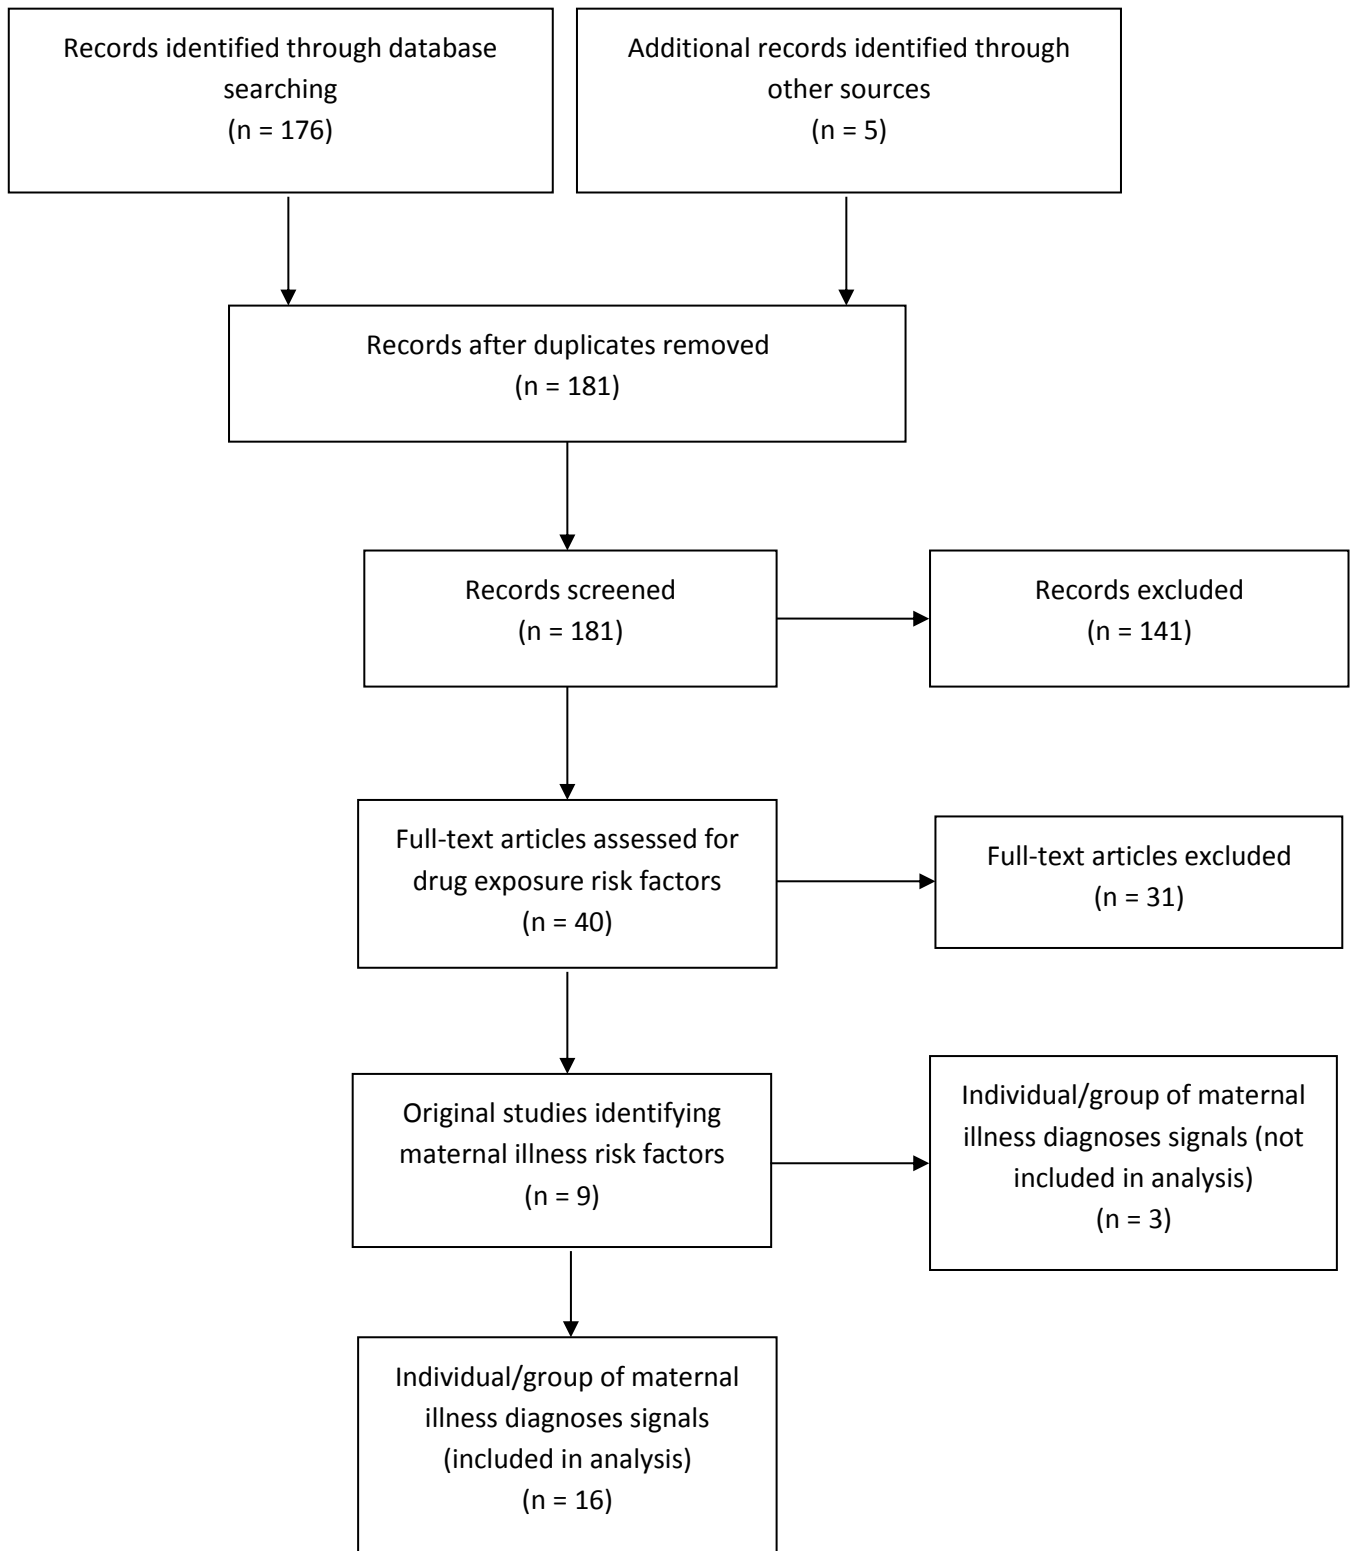 Records identified through database
searching
(n = 176)
Additional records identified through
other sources
(n = 5)
Records after duplicates removed
(n = 181)
Records screened
(n = 181)
Records excluded
(n = 141)
Full-text articles assessed for
drug exposure risk factors
(n = 40)
Full-text articles excluded
(n = 31)
Original studies identifying
maternal illness risk factors
(n = 9)
Individual/group of maternal
illness diagnoses signals (not
included in analysis)
(n = 3)
Individual/group of maternal
illness diagnoses signals
(included in analysis)
(n = 16)